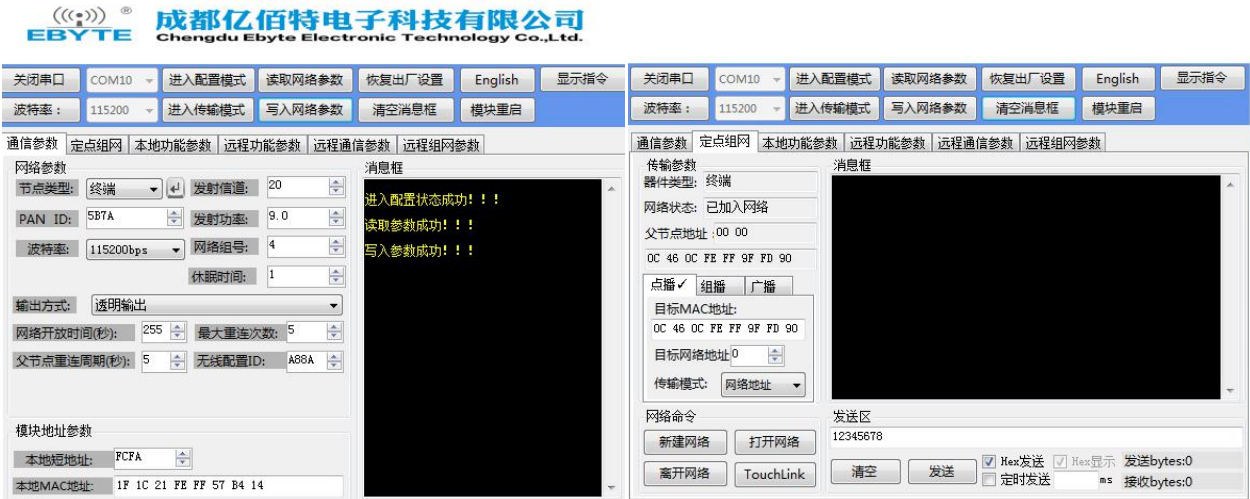 EBYTE ®
成都亿佰特电子科技有限公司
Chengdu Ebyte Electronic Technology Co.,Ltd.
关闭串口 COM10 进入配置模式 读取网络参数 恢复出厂设置 English 显示指令
波特率： 115200 进入传输模式 写入网络参数 清空消息框 模块重启
通信参数 定点组网 本地功能参数 远程功能参数 远程通信参数 远程组网参数
网络参数
节点类型: 终端 发射信道: 20
PAN ID: 5B7A 发射功率: 9.0
波特率: 115200bps 网络组号: 4
休眠时间: 1
输出方式: 透明输出
网络开放时间(秒): 255 最大重连次数: 5
父节点重连周期(秒): 5 无线配置ID: A88A
模块地址参数
本地短地址: FCFA
本地MAC地址: 1F 1C 21 FE FF 57 B4 14
消息框
进入配置状态成功！！！
读取参数成功！！！
写入参数成功！！！
关闭串口 COM10 进入配置模式 读取网络参数 恢复出厂设置 English 显示指令
波特率： 115200 进入传输模式 写入网络参数 清空消息框 模块重启
通信参数 定点组网 本地功能参数 远程功能参数 远程通信参数 远程组网参数
传输参数
器件类型: 终端
网络状态: 已加入网络
父节点地址:00 00
0C 46 0C FE FF 9F FD 90
点播✓ 组播 广播
目标MAC地址:
0C 46 0C FE FF 9F FD 90
目标网络地址 0
传输模式: 网络地址
网络命令
新建网络 打开网络
离开网络 TouchLink
消息框
发送区
12345678
清空 发送 Hex发送 Hex显示 发送bytes:0
定时发送 ms 接收bytes:0